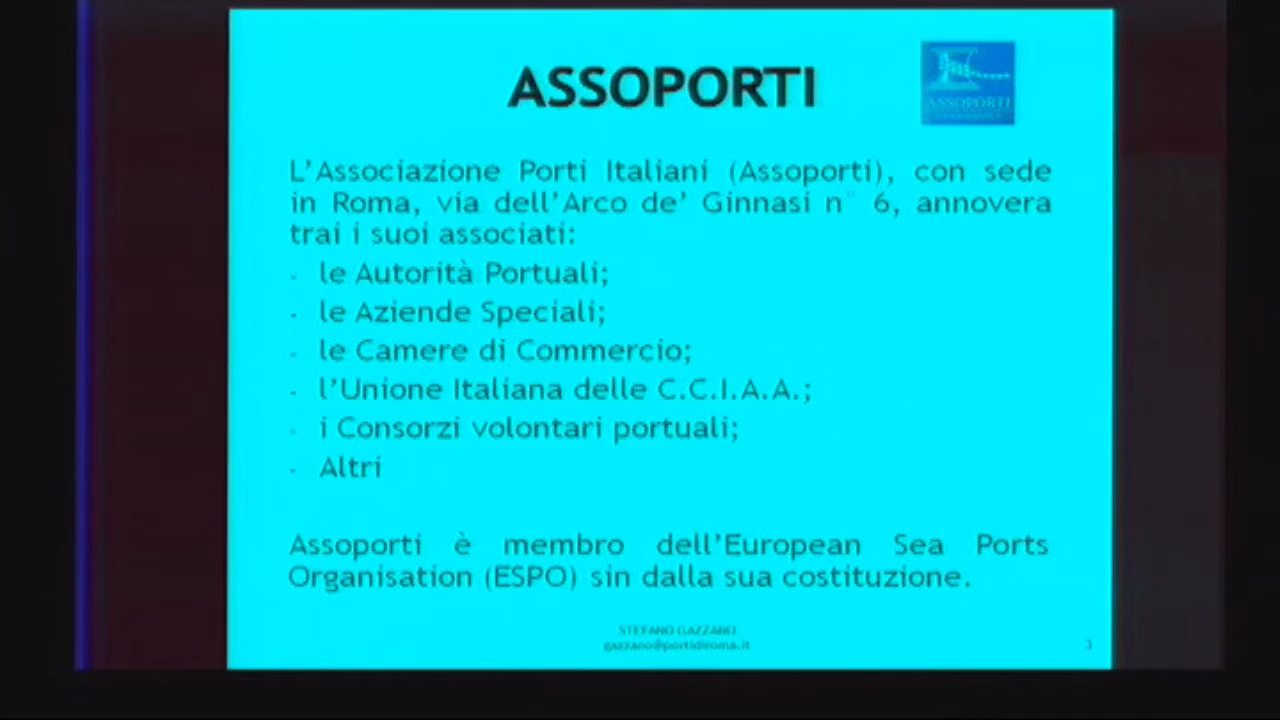 ASSOPORTI
ASSOPORTI
L'Associazione Porti Italiani (Assoporti), con sede
in Roma, via dell'Arco de' Ginnasi n° 6, annovera
trai i suoi associati:
- le Autorità Portuali;
- le Aziende Speciali;
- le Camere di Commercio;
- l'Unione Italiana delle C.C.I.A.A.;
- i Consorzi volontari portuali;
- Altri
Assoporti è membro dell'European Sea Ports
Organisation (ESPO) sin dalla sua costituzione.
STEFANO GAZZANO
gazzano@portidiroma.it
3